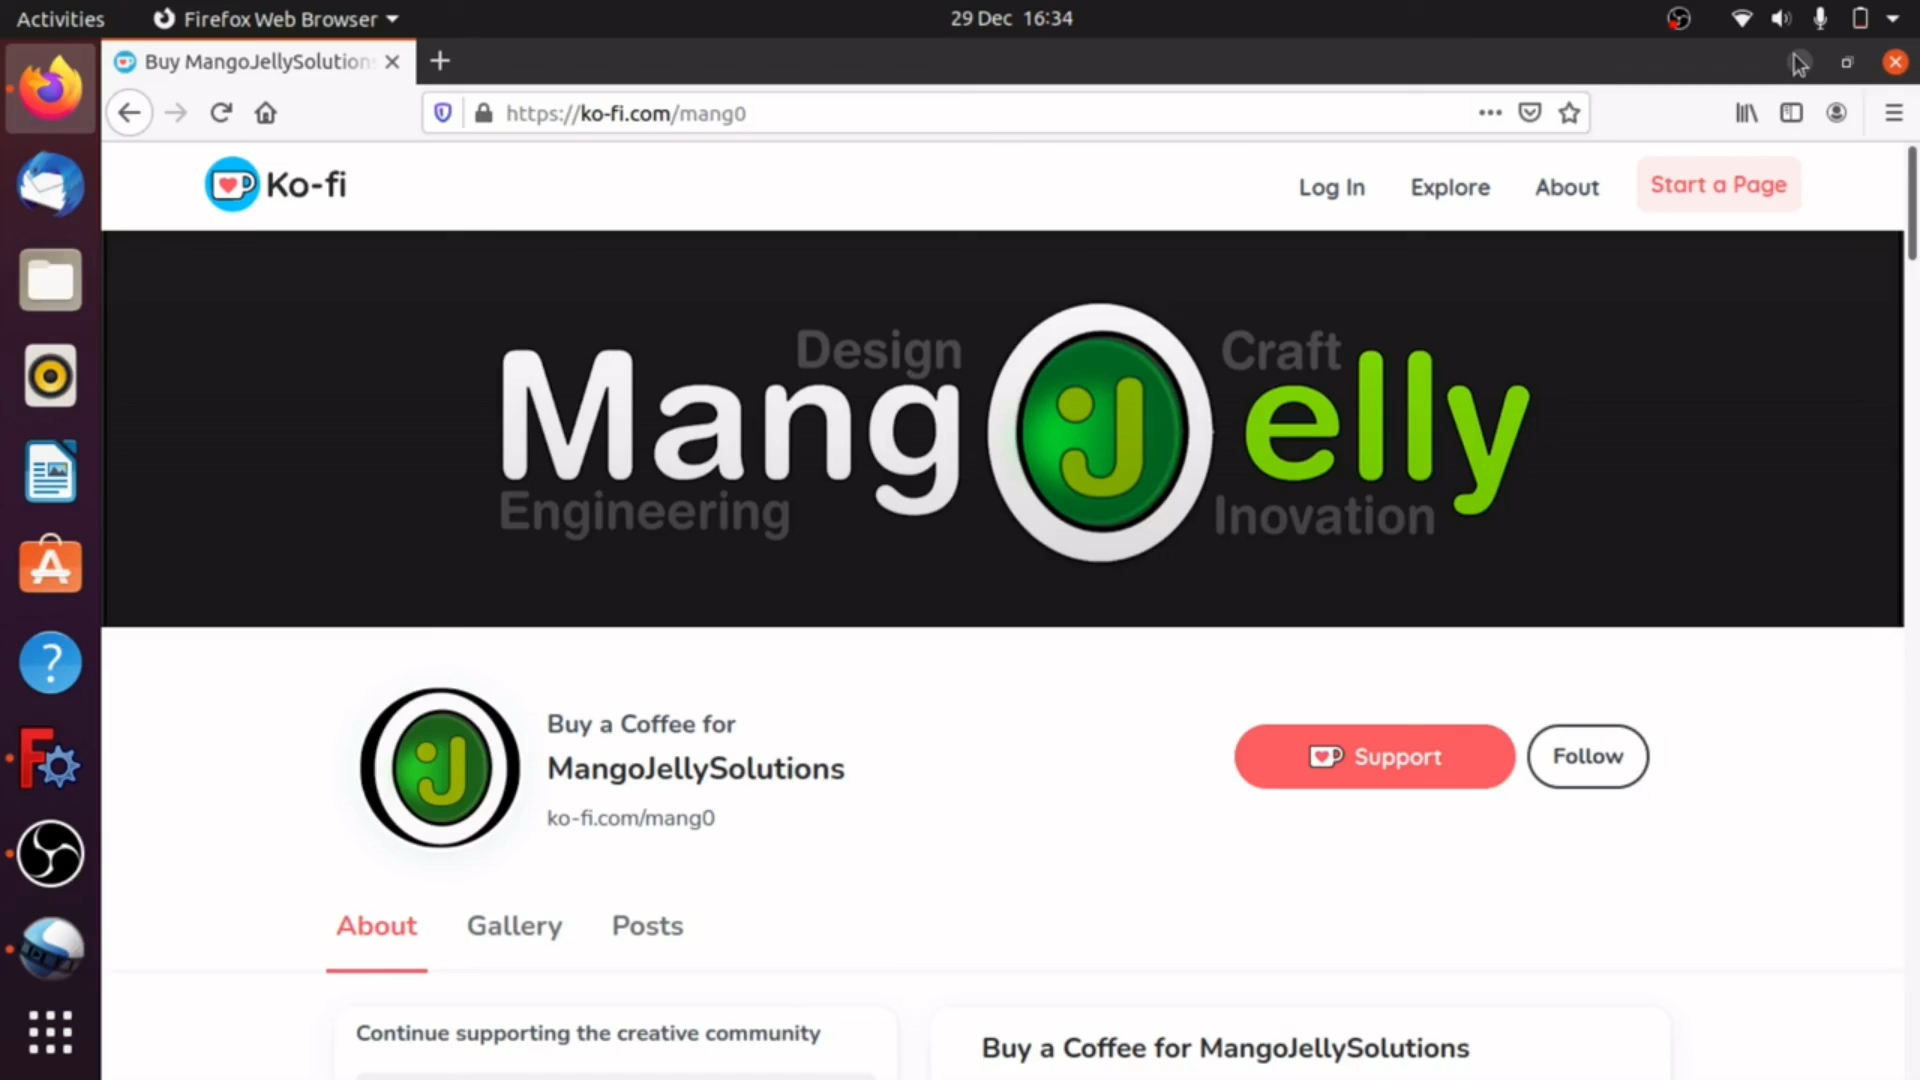 Activities
Firefox Web Browser
29 Dec 16:34
Buy MangoJellySolution
https://ko-fi.com/mang0
Ko-fi
Log In
Explore
About
Start a Page
Design
Craft
Mang J elly
Engineering
Inovation
Buy a Coffee for
MangoJellySolutions
ko-fi.com/mang0
Support
Follow
About
Gallery
Posts
Continue supporting the creative community
Buy a Coffee for MangoJellySolutions